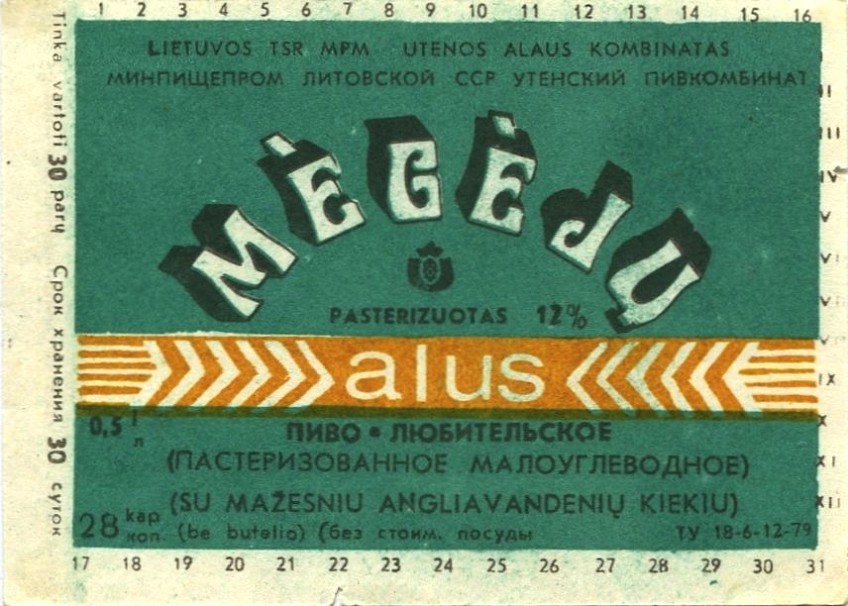 1 2 3 4 5 6 7 8 9 10 11 12 13 14 15 16
LIETUVOS TSR MPM UTENOS ALAUS KOMBINATAS
МИНПИЩЕПРОМ ЛИТОВСКОЙ ССР УТЕНСКИЙ ПИВКОМБИНАТ
Tinka vartoti 30 parų Срок хранения 30 суток
MĖGĖJŲ
PASTERIZUOTAS 12%
alus
0,5 l
л
ПИВО • ЛЮБИТЕЛЬСКОЕ
(ПАСТЕРИЗОВАННОЕ МАЛОУГЛЕВОДНОЕ)
(SU MAŽESNIU ANGLIAVANDENIŲ KIEKIU)
28 kap
коп. (be butelio) (без стоим. посуды
ТУ 18-6-12-79
II
III
IV
V
IX
X
XI
XII
17 18 19 20 21 22 23 24 25 26 27 28 29 30 31